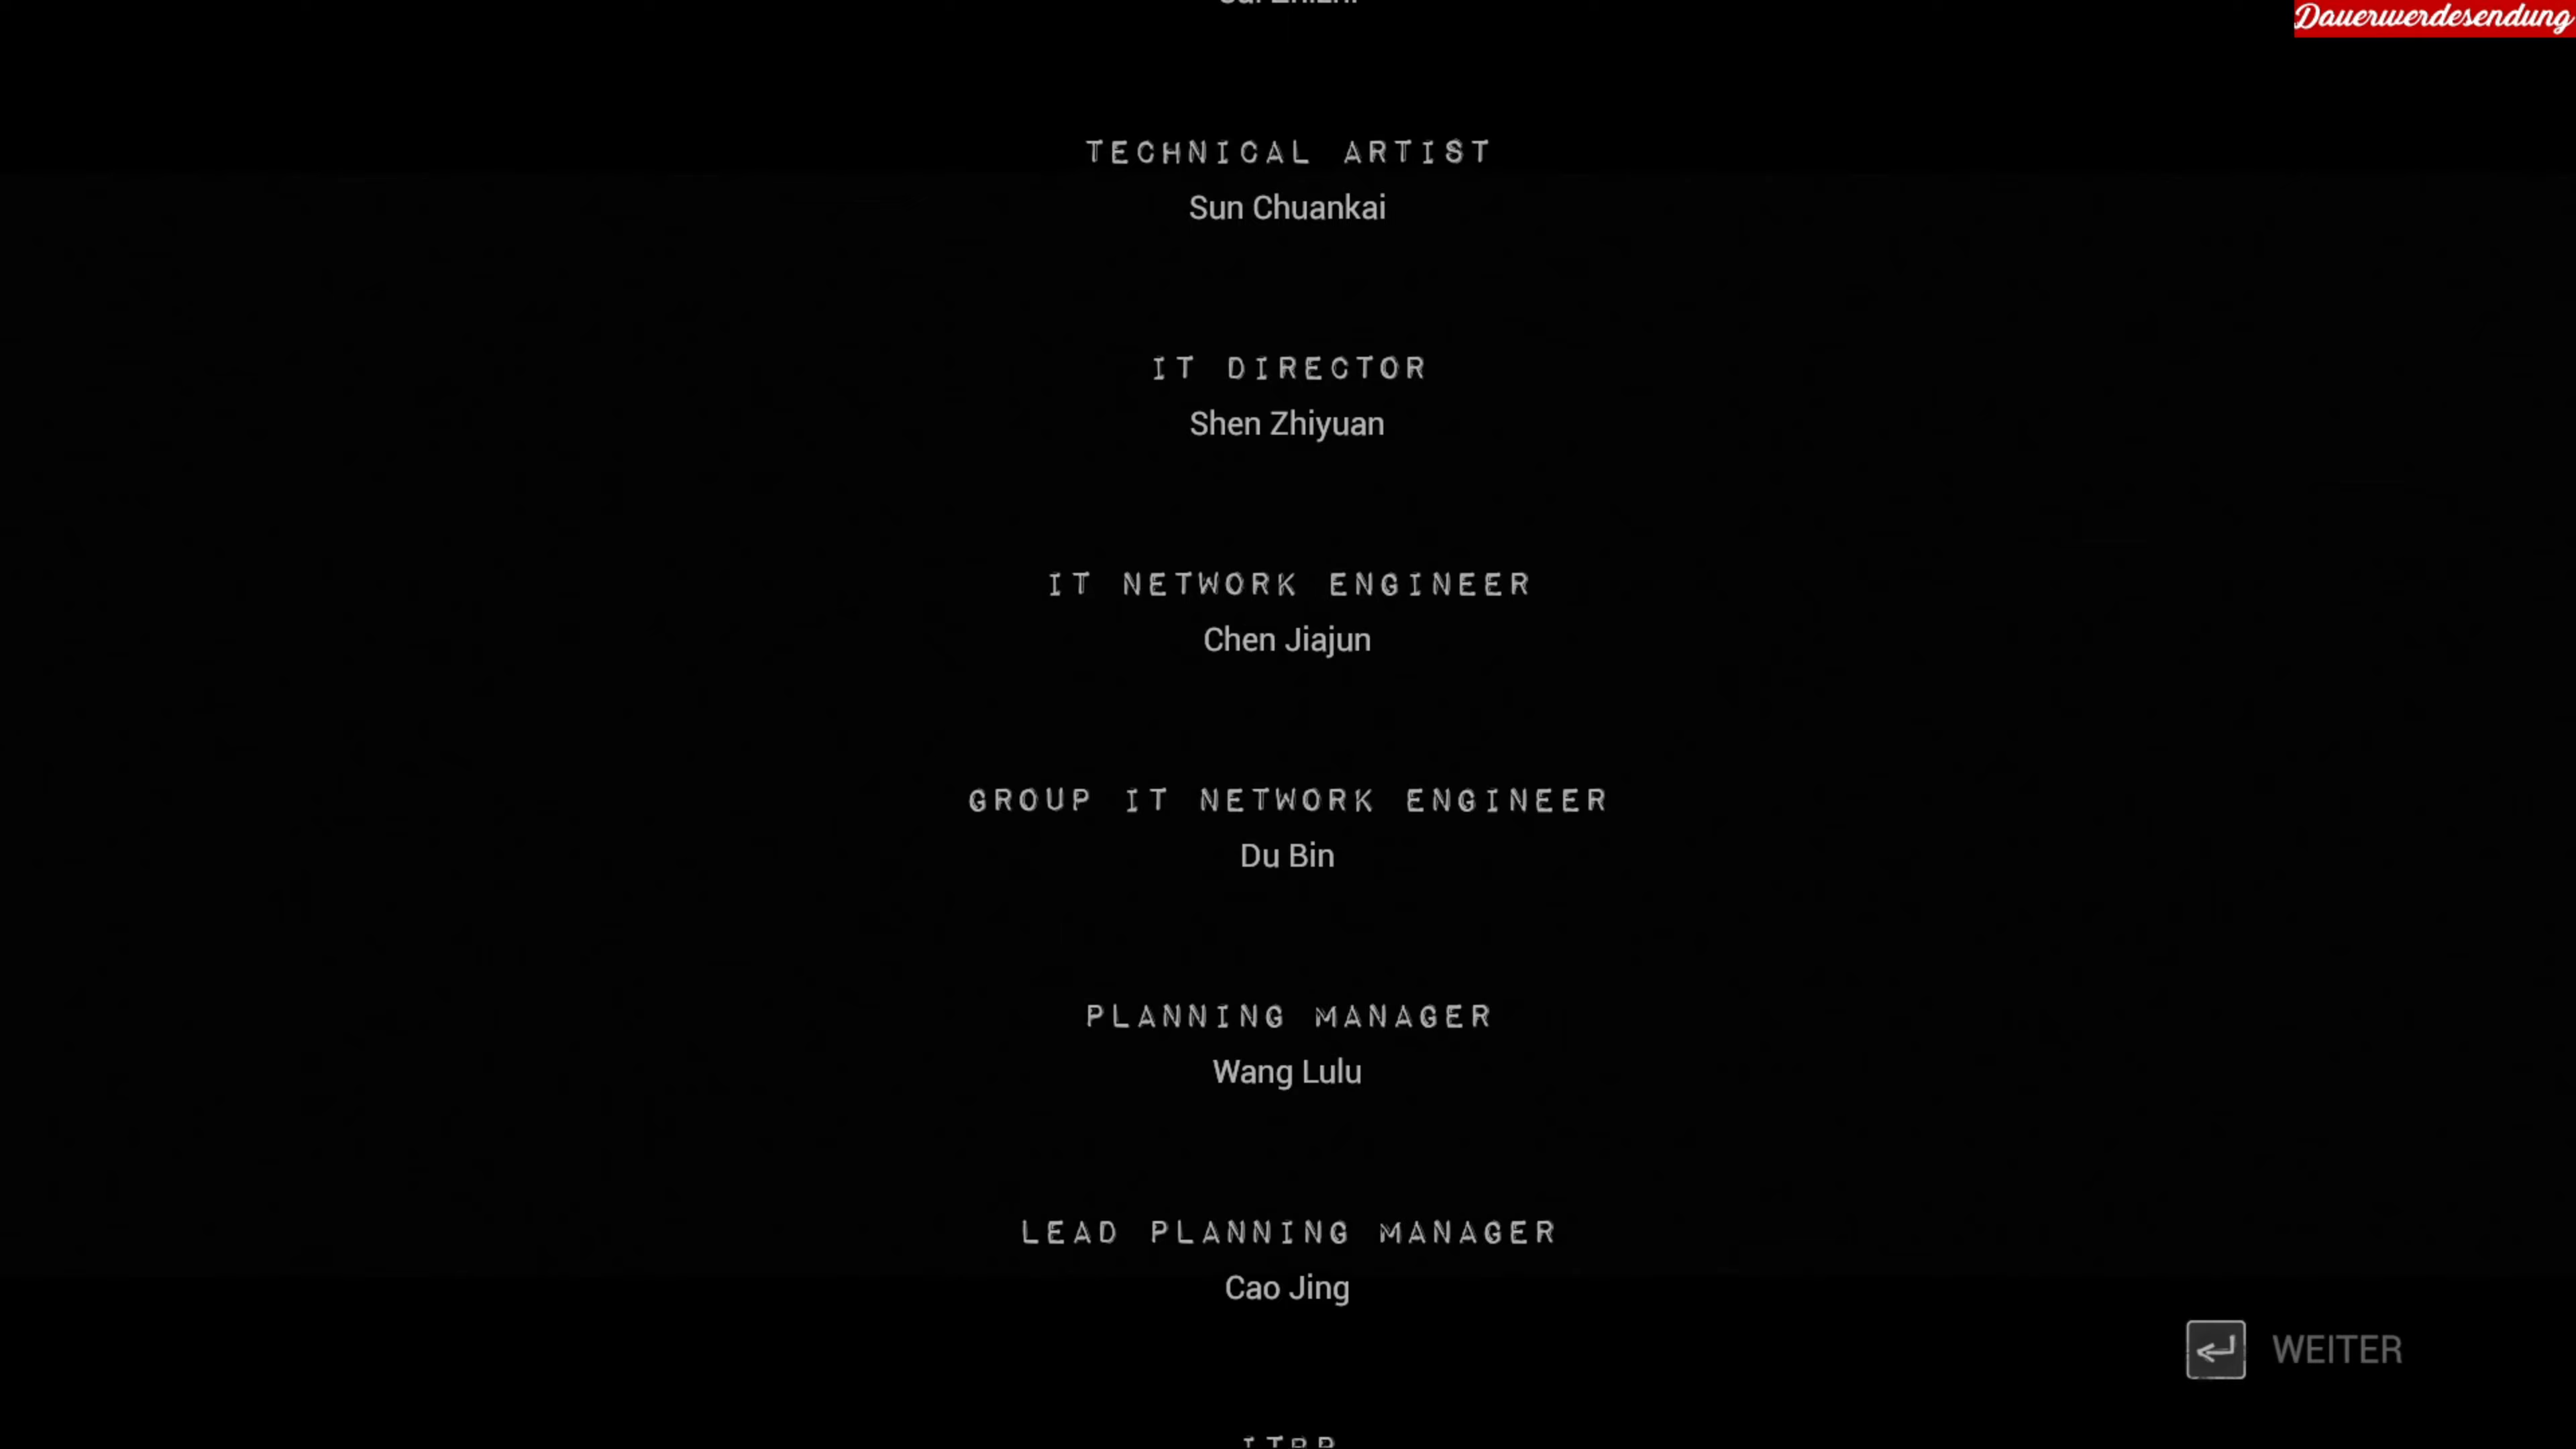 Dauerwerdesendung
TECHNICAL ARTIST
Sun Chuankai
IT DIRECTOR
Shen Zhiyuan
IT NETWORK ENGINEER
Chen Jiajun
GROUP IT NETWORK ENGINEER
Du Bin
PLANNING MANAGER
Wang Lulu
LEAD PLANNING MANAGER
Cao Jing
WEITER